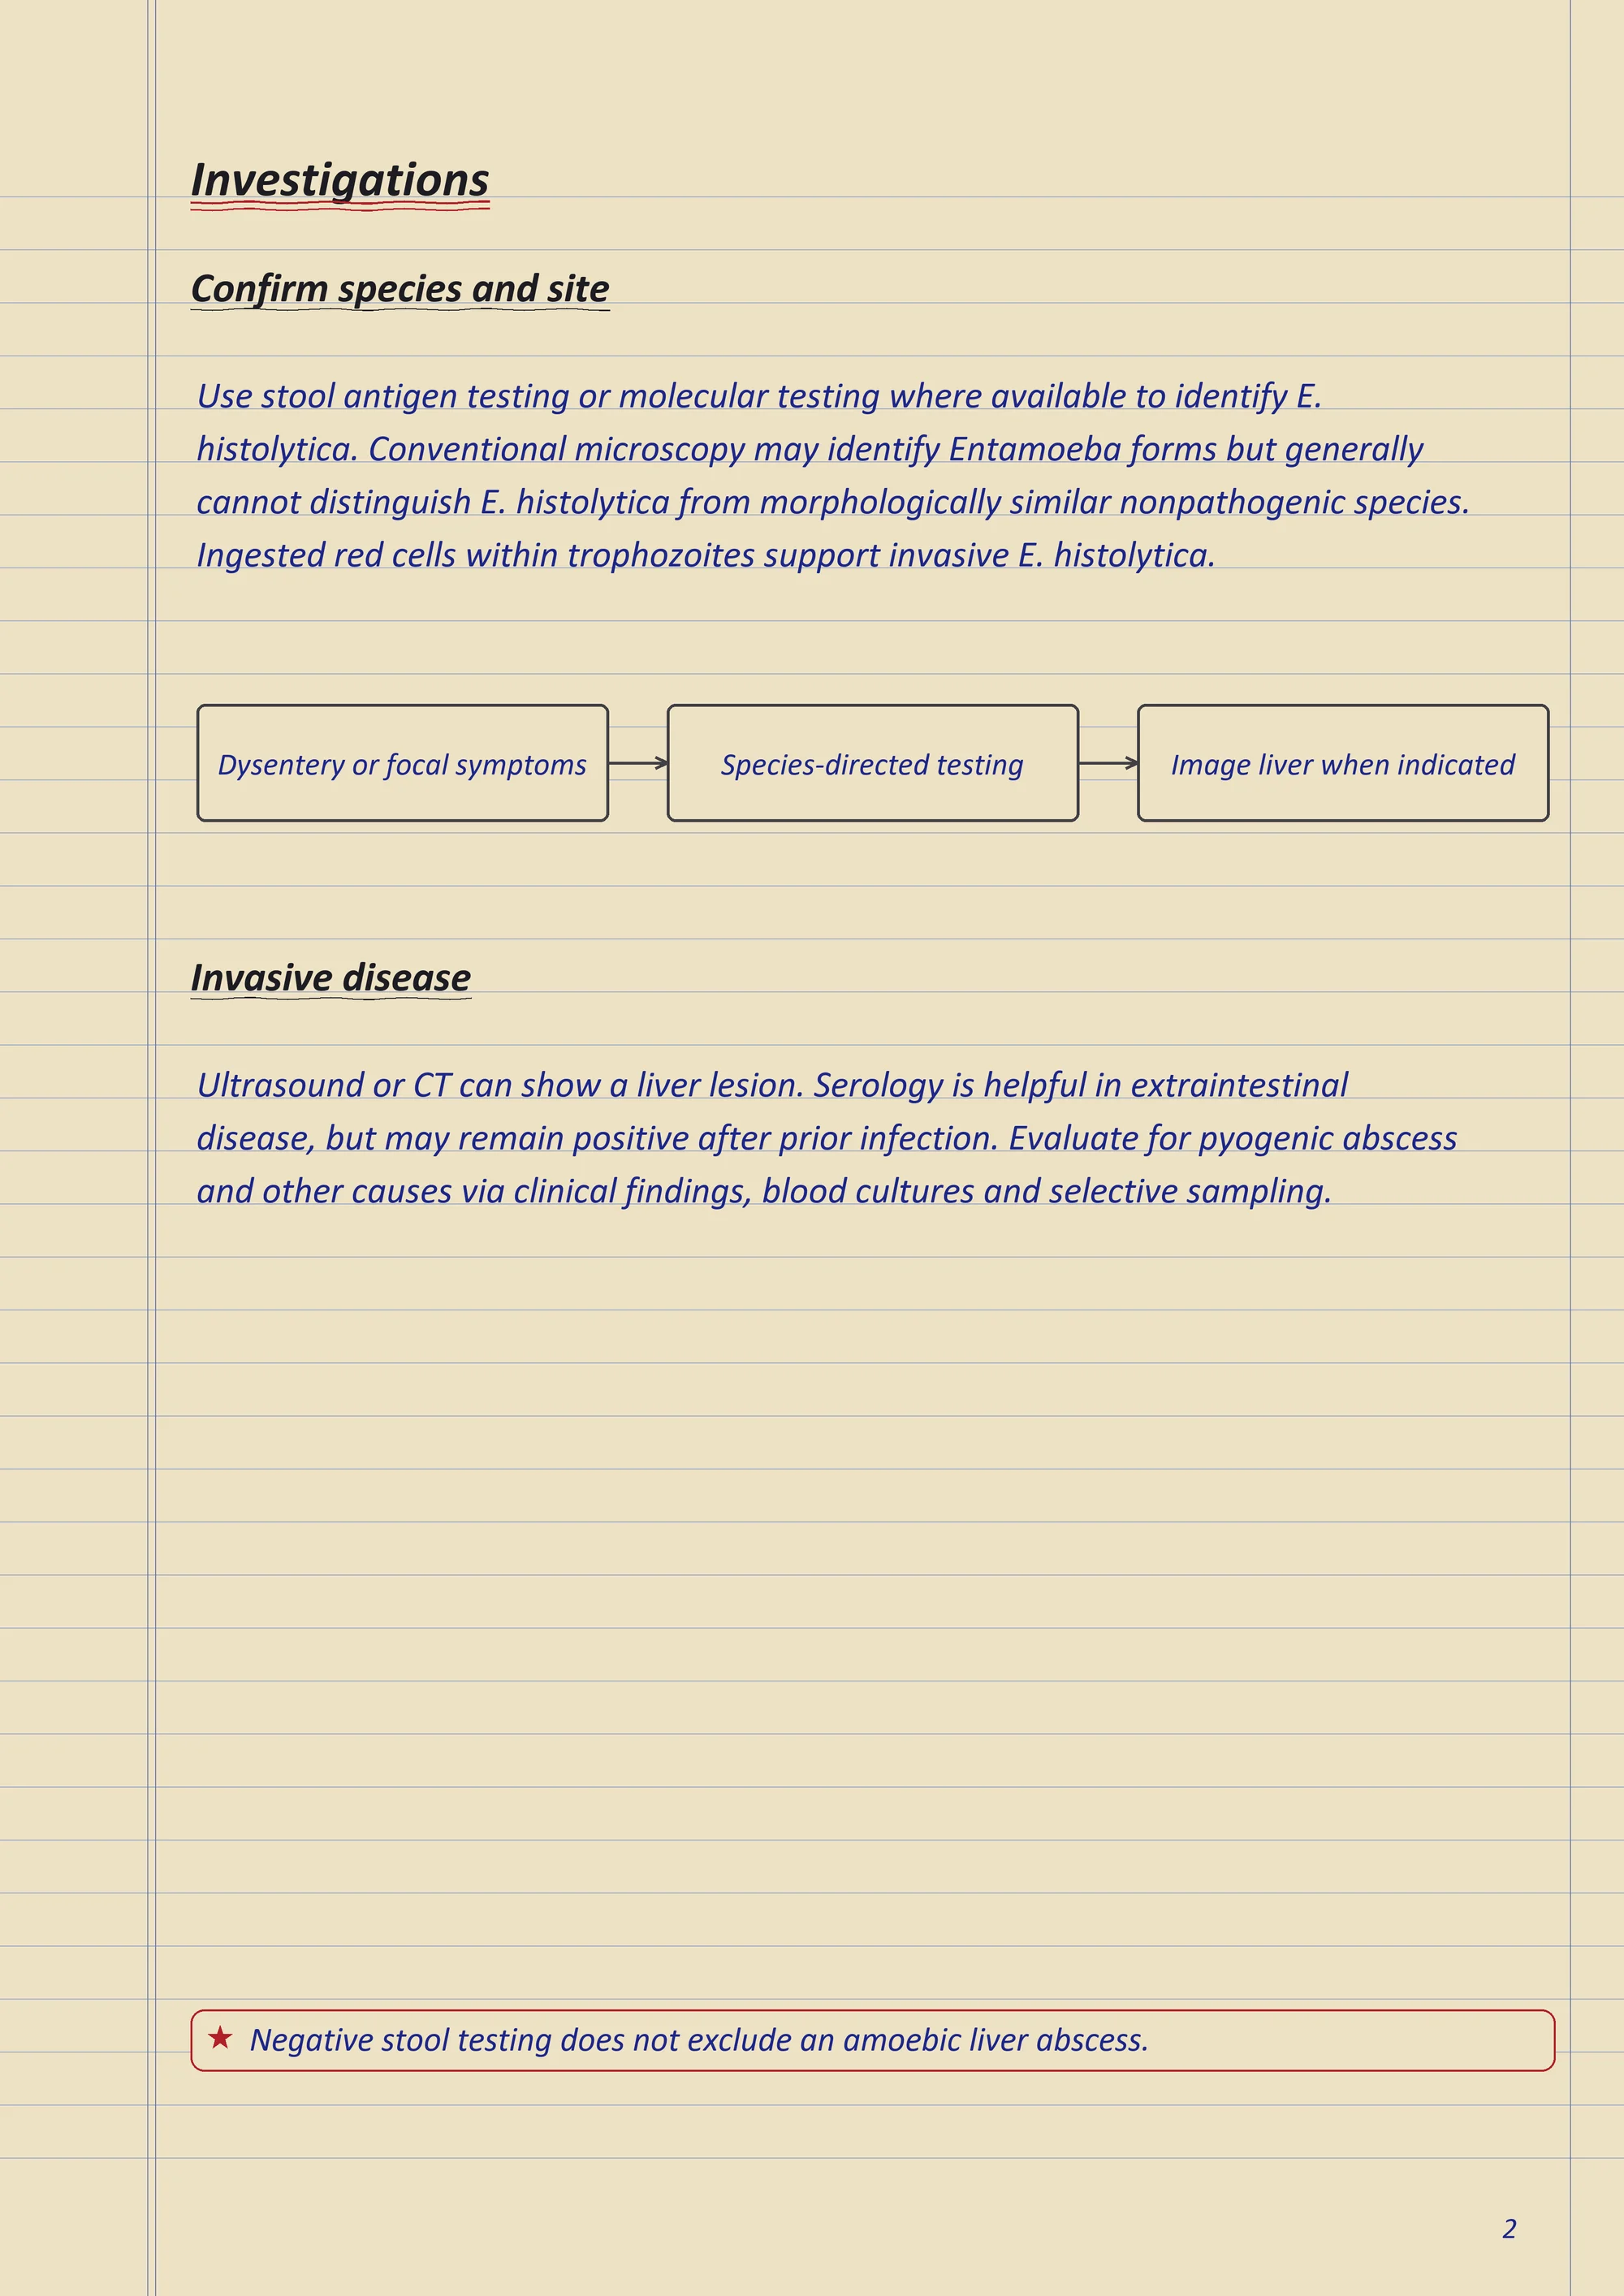 Investigations
Confirm species and site
Use stool antigen testing or molecular testing where available to identify E.
histolytica. Conventional microscopy may identify Entamoeba forms but generally
cannot distinguish E. histolytica from morphologically similar nonpathogenic species.
Ingested red cells within trophozoites support invasive E. histolytica.
Dysentery or focal symptoms
Species-directed testing
Image liver when indicated
Invasive disease
Ultrasound or CT can show a liver lesion. Serology is helpful in extraintestinal
disease, but may remain positive after prior infection. Evaluate for pyogenic abscess
and other causes via clinical findings, blood cultures and selective sampling.
★ Negative stool testing does not exclude an amoebic liver abscess.
2